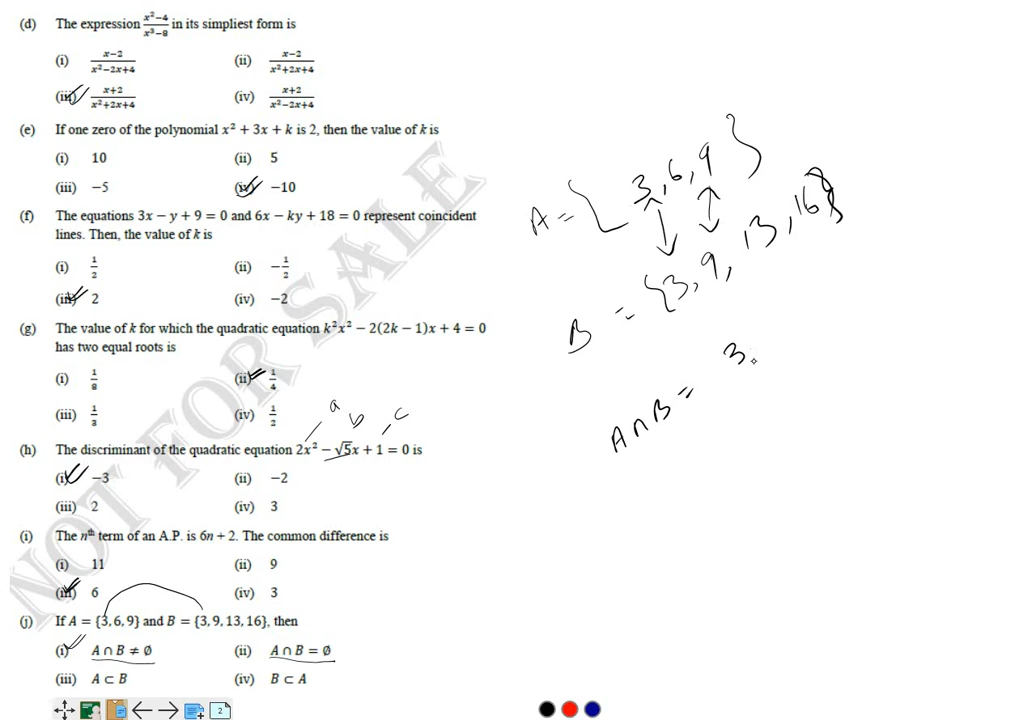 (d) The expression x²−4/x³−8 in its simpliest form is
(i) x−2/x²−2x+4 (ii) x−2/x²+2x+4
(iii) x+2/x²+2x+4 (iv) x+2/x²−2x+4
(e) If one zero of the polynomial x² + 3x + k is 2, then the value of k is
(i) 10 (ii) 5
(iii) −5 (iv) −10
(f) The equations 3x − y + 9 = 0 and 6x − ky + 18 = 0 represent coincident
lines. Then, the value of k is
(i) 1/2 (ii) −1/2
(iii) 2 (iv) −2
(g) The value of k for which the quadratic equation k²x² − 2(2k − 1)x + 4 = 0
has two equal roots is
(i) 1/8 (ii) 1/4
(iii) 1/3 (iv) 1/2
a b c
(h) The discriminant of the quadratic equation 2x² − √5x + 1 = 0 is
(i) −3 (ii) −2
(iii) 2 (iv) 3
(i) The nth term of an A.P. is 6n + 2. The common difference is
(i) 11 (ii) 9
(iii) 6 (iv) 3
(j) If A = {3, 6, 9} and B = {3, 9, 13, 16}, then
(i) A ∩ B ≠ ∅ (ii) A ∩ B = ∅
(iii) A ⊂ B (iv) B ⊂ A
A = { 3, 6, 9 }
B = {3, 9, 13, 16}
A ∩ B = 3,
NOT FOR SALE
2